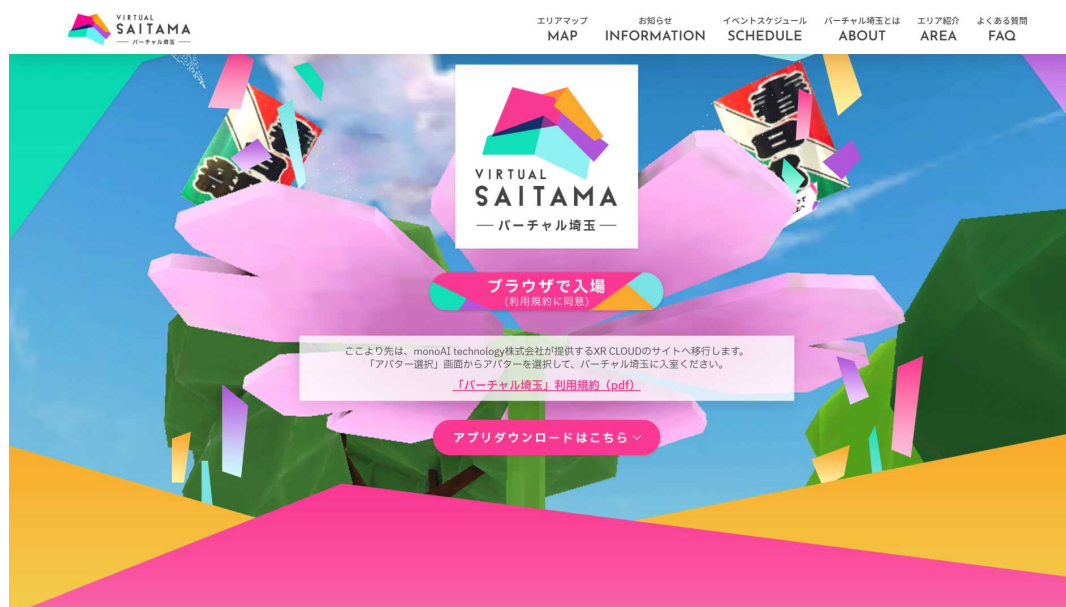 VIRTUAL
SAITAMA
バーチャル埼玉
エリアマップ
MAP
お知らせ
INFORMATION
イベントスケジュール
SCHEDULE
バーチャル埼玉とは
ABOUT
エリア紹介
AREA
よくある質問
FAQ
春日部
VIRTUAL
SAITAMA
バーチャル埼玉
ブラウザで入場
(利用規約に同意)
ここより先は、monoAI technology株式会社が提供するXR CLOUDのサイトへ移行します。
「アバター選択」画面からアバターを選択して、バーチャル埼玉に入室ください。
「バーチャル埼玉」利用規約（pdf）
アプリダウンロードはこちら